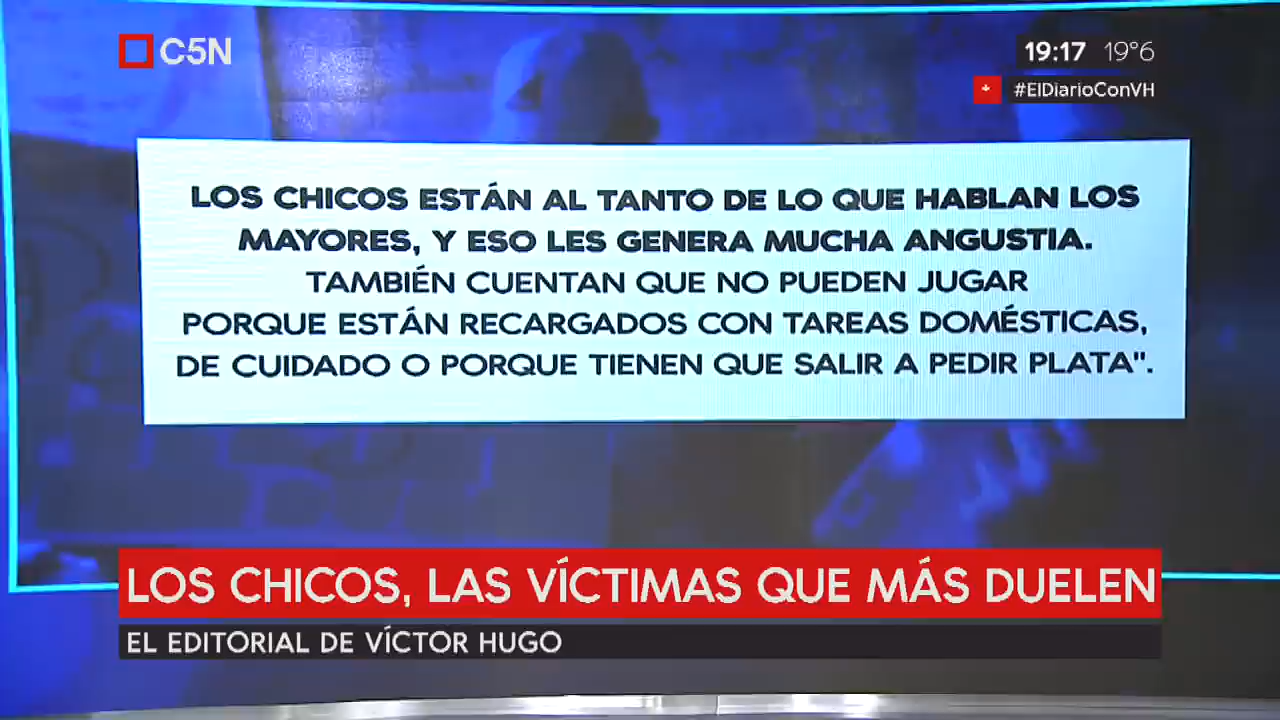 C5N
19:17 19°6
#ElDiarioConVH
LOS CHICOS ESTÁN AL TANTO DE LO QUE HABLAN LOS
MAYORES, Y ESO LES GENERA MUCHA ANGUSTIA.
TAMBIÉN CUENTAN QUE NO PUEDEN JUGAR
PORQUE ESTÁN RECARGADOS CON TAREAS DOMÉSTICAS,
DE CUIDADO O PORQUE TIENEN QUE SALIR A PEDIR PLATA".
LOS CHICOS, LAS VÍCTIMAS QUE MÁS DUELEN
EL EDITORIAL DE VÍCTOR HUGO